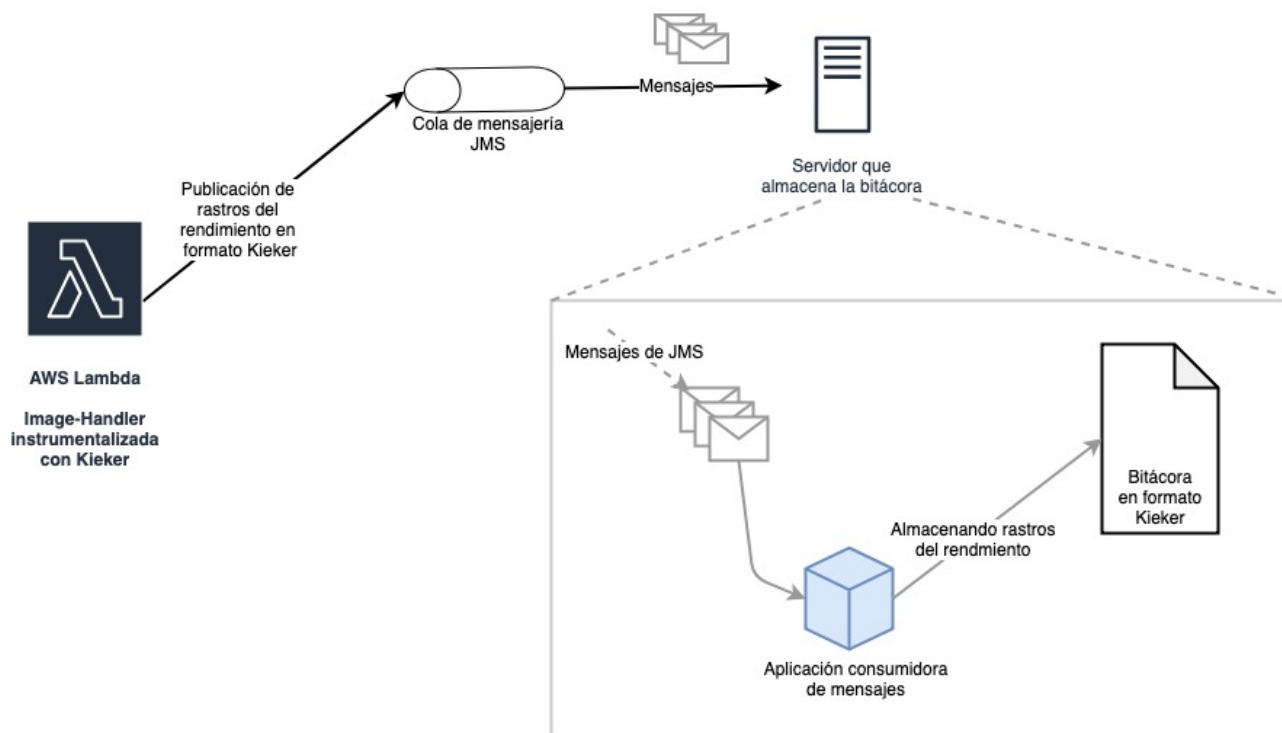 Mensajes
Cola de mensajería
JMS
Servidor que
almacena la bitácora
Publicación de
rastros del
rendimiento en
formato Kieker
AWS Lambda
Image-Handler
instrumentalizada
con Kieker
Mensajes de JMS
Bitácora
en formato
Kieker
Almacenando rastros
del rendmiento
Aplicación consumidora
de mensajes